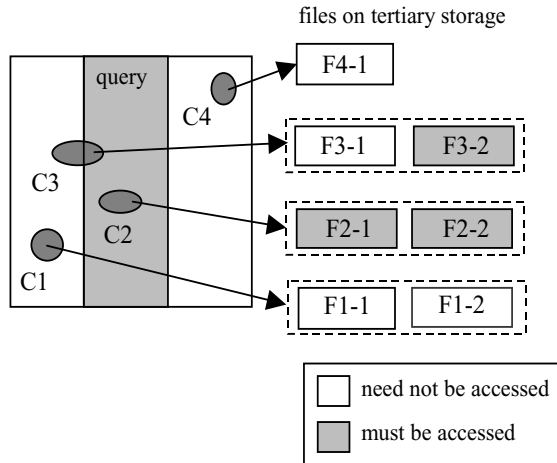 files on tertiary storage
F4-1
query
C4
F3-1 F3-2
C3
F2-1 F2-2
C2
C1
F1-1 F1-2
need not be accessed
must be accessed